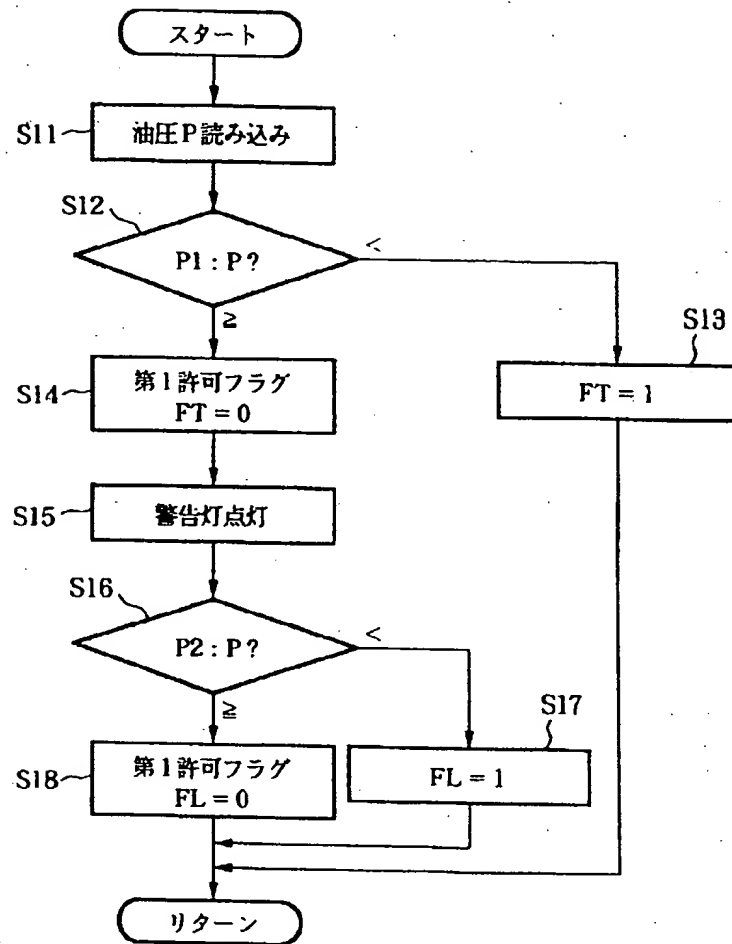 スタート
S11
油圧P読み込み
S12
P1 : P?
<
≧
S13
FT = 1
S14
第1許可フラグ
FT = 0
S15
警告灯点灯
S16
P2 : P?
<
≧
S17
FL = 1
S18
第1許可フラグ
FL = 0
リターン